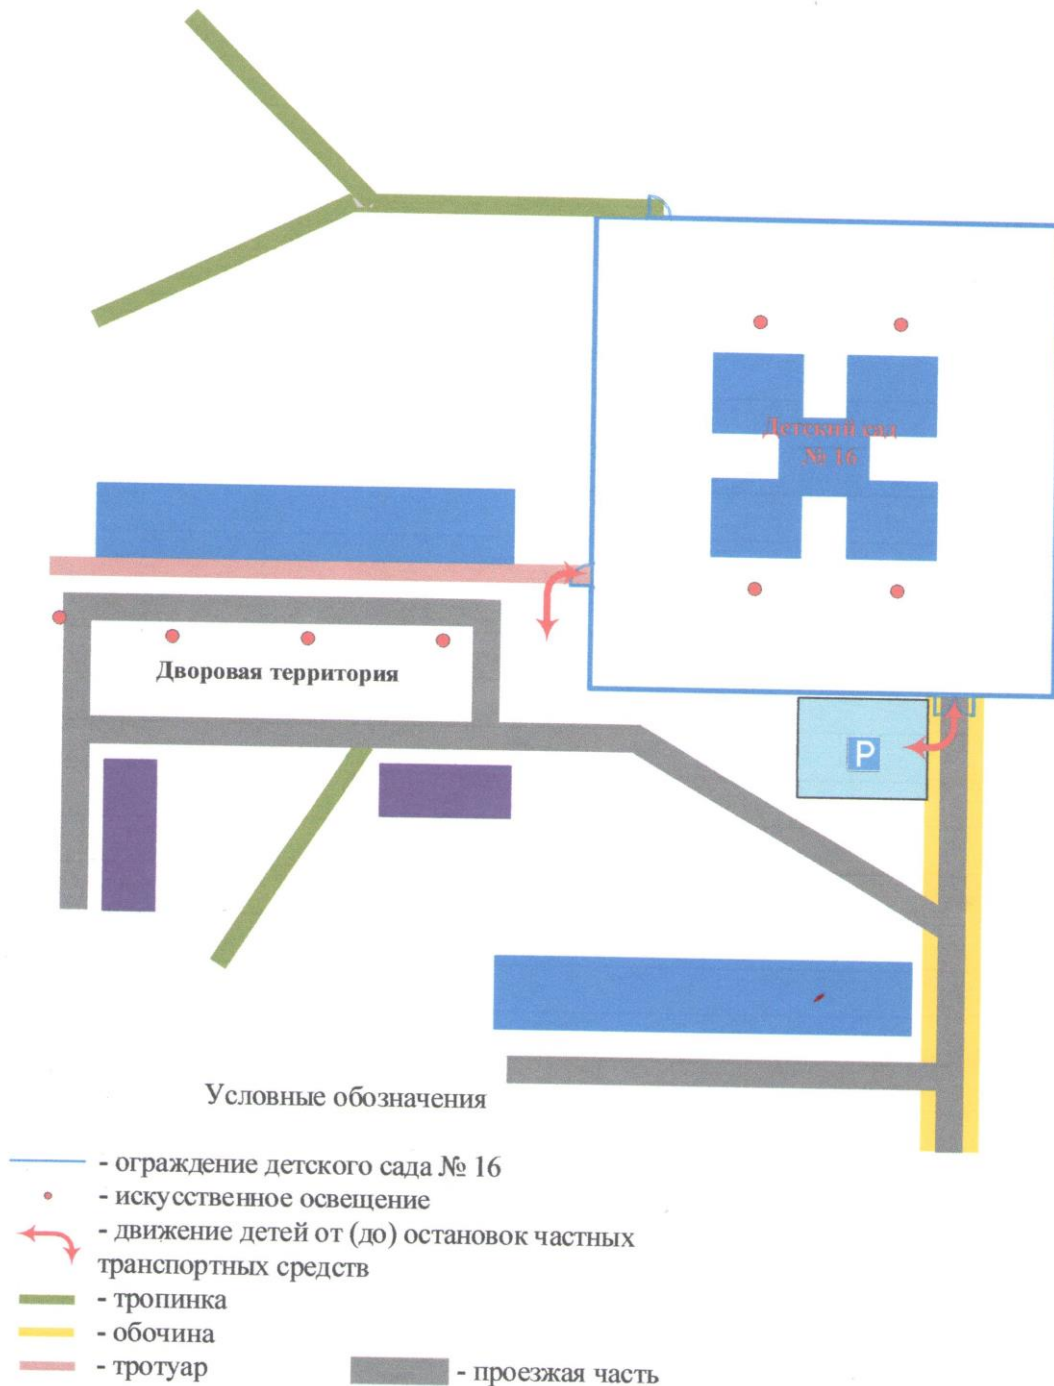 Детский сад
№ 16
Дворовая территория
P
Условные обозначения
- ограждение детского сада № 16
- искусственное освещение
- движение детей от (до) остановок частных
транспортных средств
- тропинка
- обочина
- тротуар
- проезжая часть